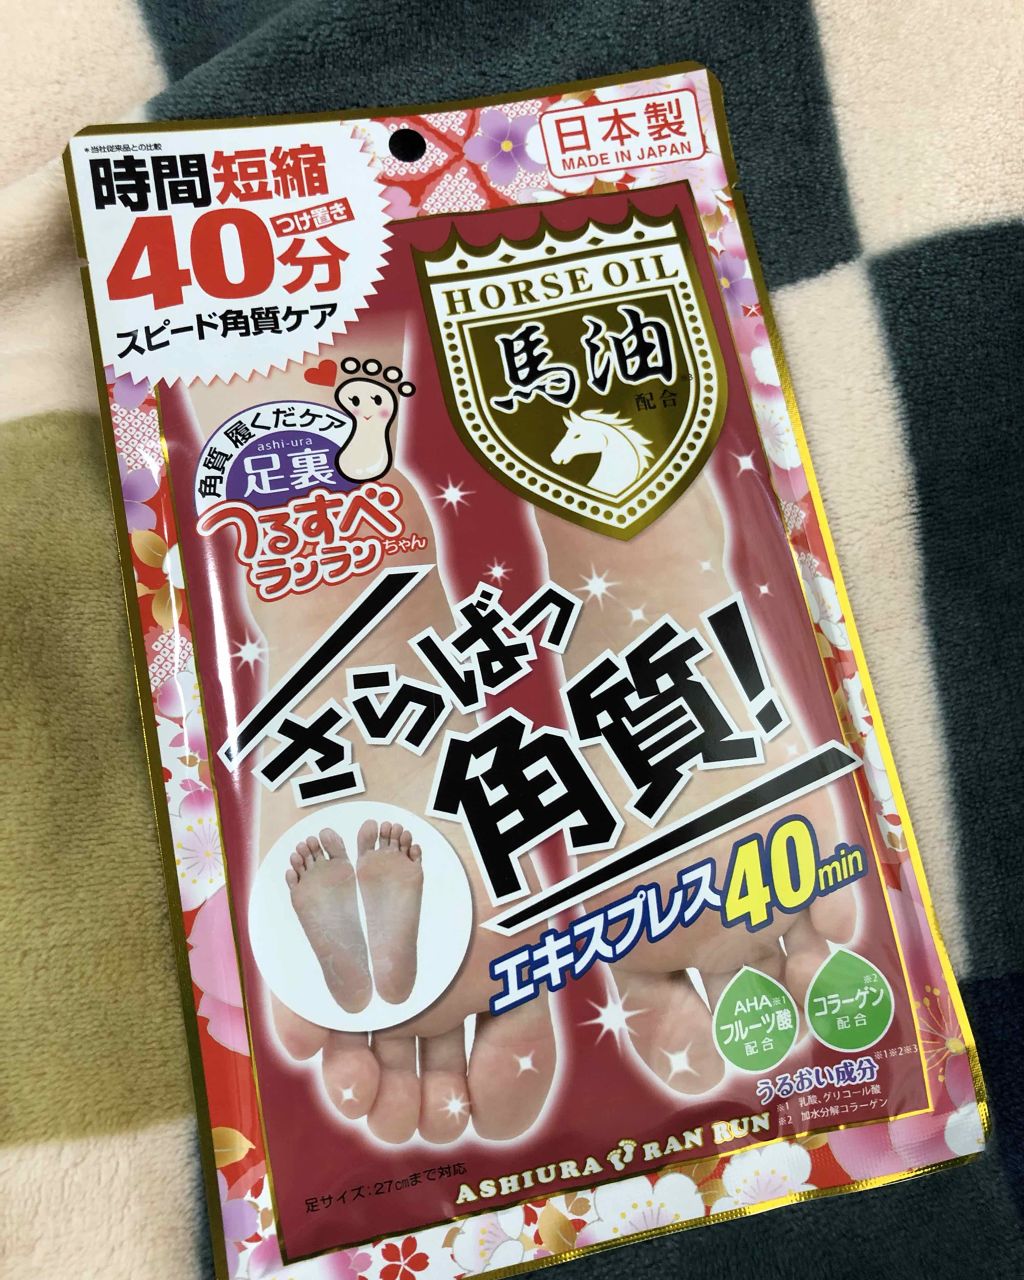 *当社従来品との比較
時間短縮
つけ置き
40分
スピード角質ケア
日本製
MADE IN JAPAN
HORSE OIL
馬油
※3
配合
角質 履くだケア
ashi-ura
足裏
つるすべ
ランランちゃん
さらばっ
角質!
エキスプレス40min
AHA※1
フルーツ酸
配合
※2
コラーゲン
配合
うるおい成分※1※2※3
※1 乳酸、グリコール酸
※2 加水分解コラーゲン
足サイズ:27cmまで対応
ASHIURA RAN RUN